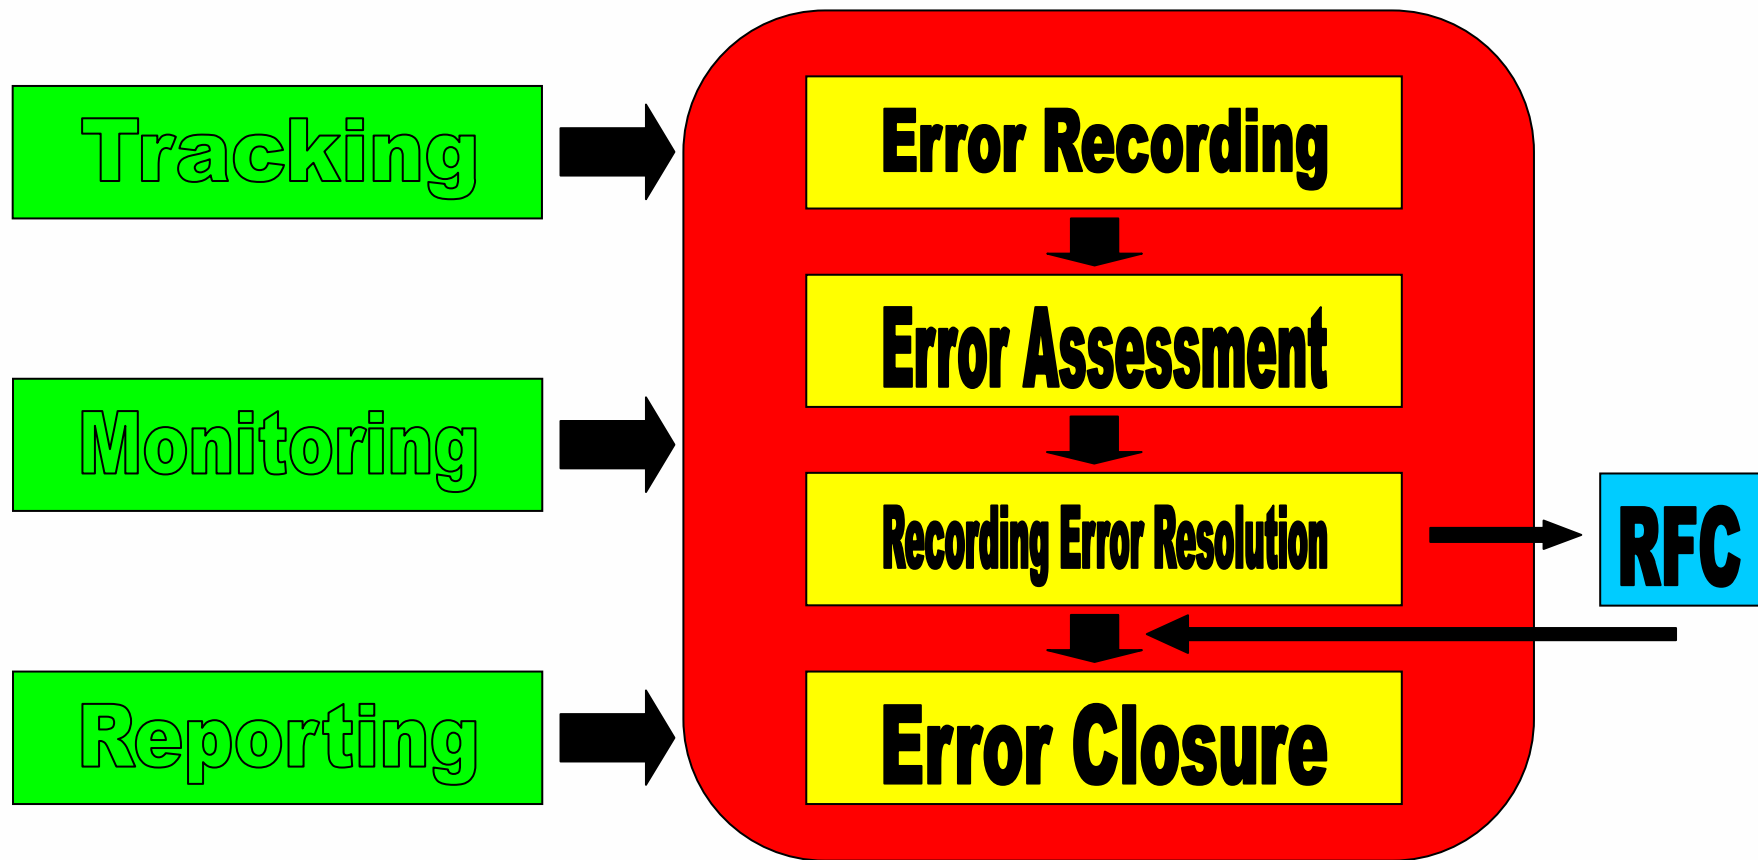 Tracking
Monitoring
Reporting
Error Recording
Error Assessment
Recording Error Resolution
Error Closure
RFC